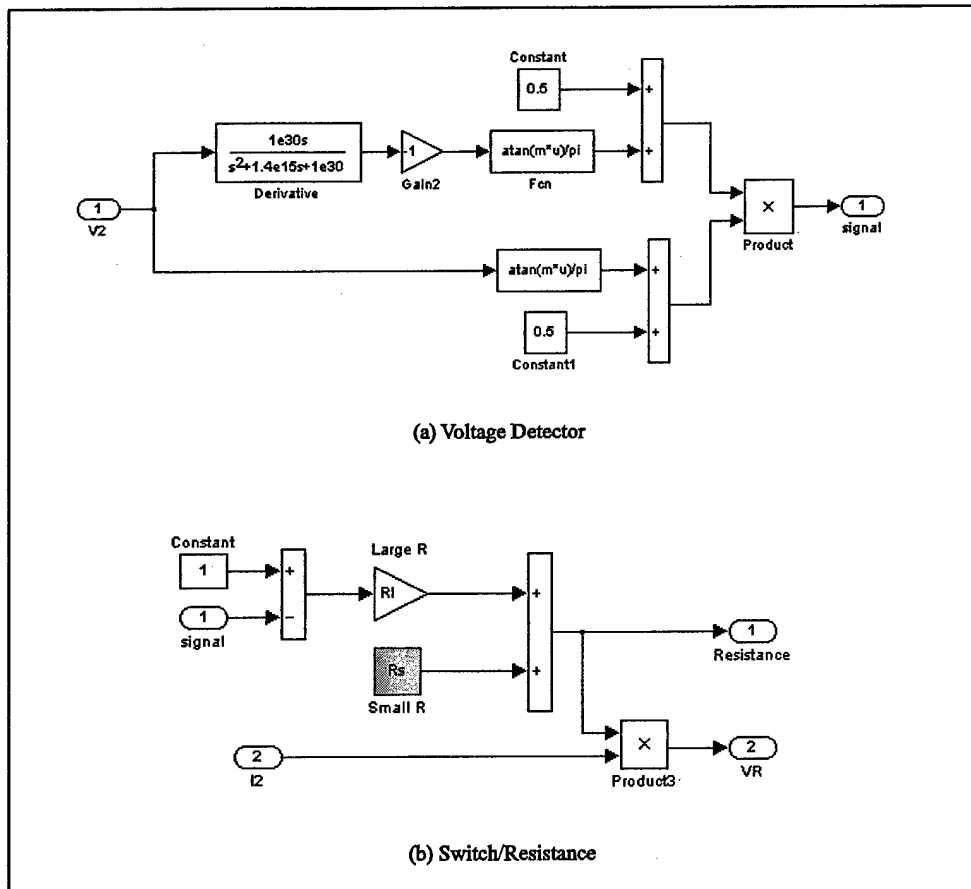 Constant
0.5
1e30s
s2+1.4e15s+1e30
Derivative
-1
Gain2
atan(m*u)/pi
Fcn
+
+
1
V2
×
Product
1
signal
atan(m*u)/pi
+
+
0.5
Constant1
(a) Voltage Detector
Constant
1
+
−
1
signal
Large R
Rl
Rs
Small R
+
+
1
Resistance
2
I2
×
Product3
2
VR
(b) Switch/Resistance